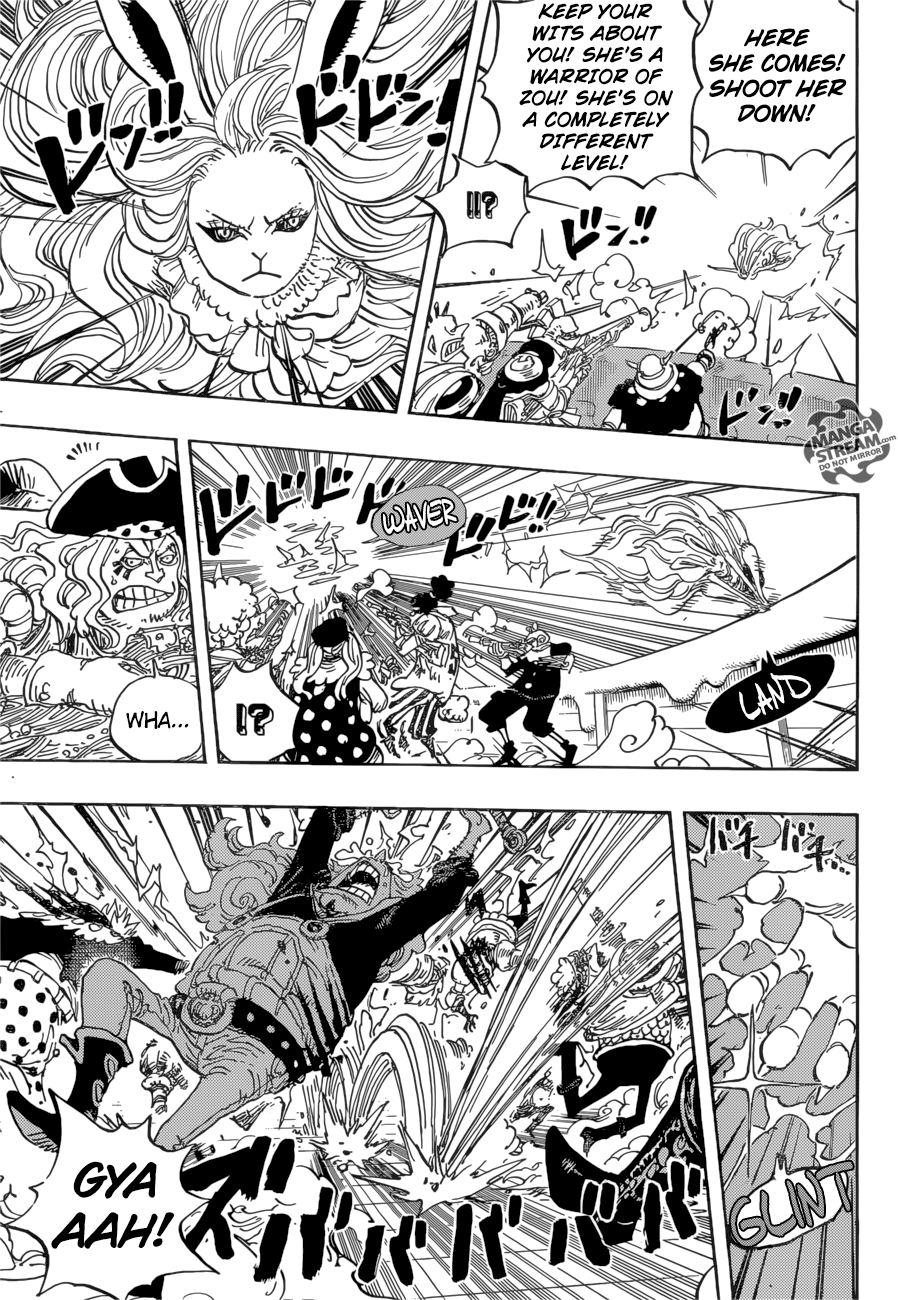 HERE
SHE COMES!
SHOOT HER
DOWN!
KEEP YOUR
WITS ABOUT
YOU! SHE'S A
WARRIOR OF
ZOU! SHE'S ON
A COMPLETELY
DIFFERENT
LEVEL!
!!?
ドン!!
ドン!!
ドドン!!
ドン!!
MANGA
STREAM.com
DO NOT MIRROR
LAND
ドドン!!
WAVER
ドドドド
!?
WHA...
バチ バチ...
GLINT
ズバババババ
GYA
AAH!